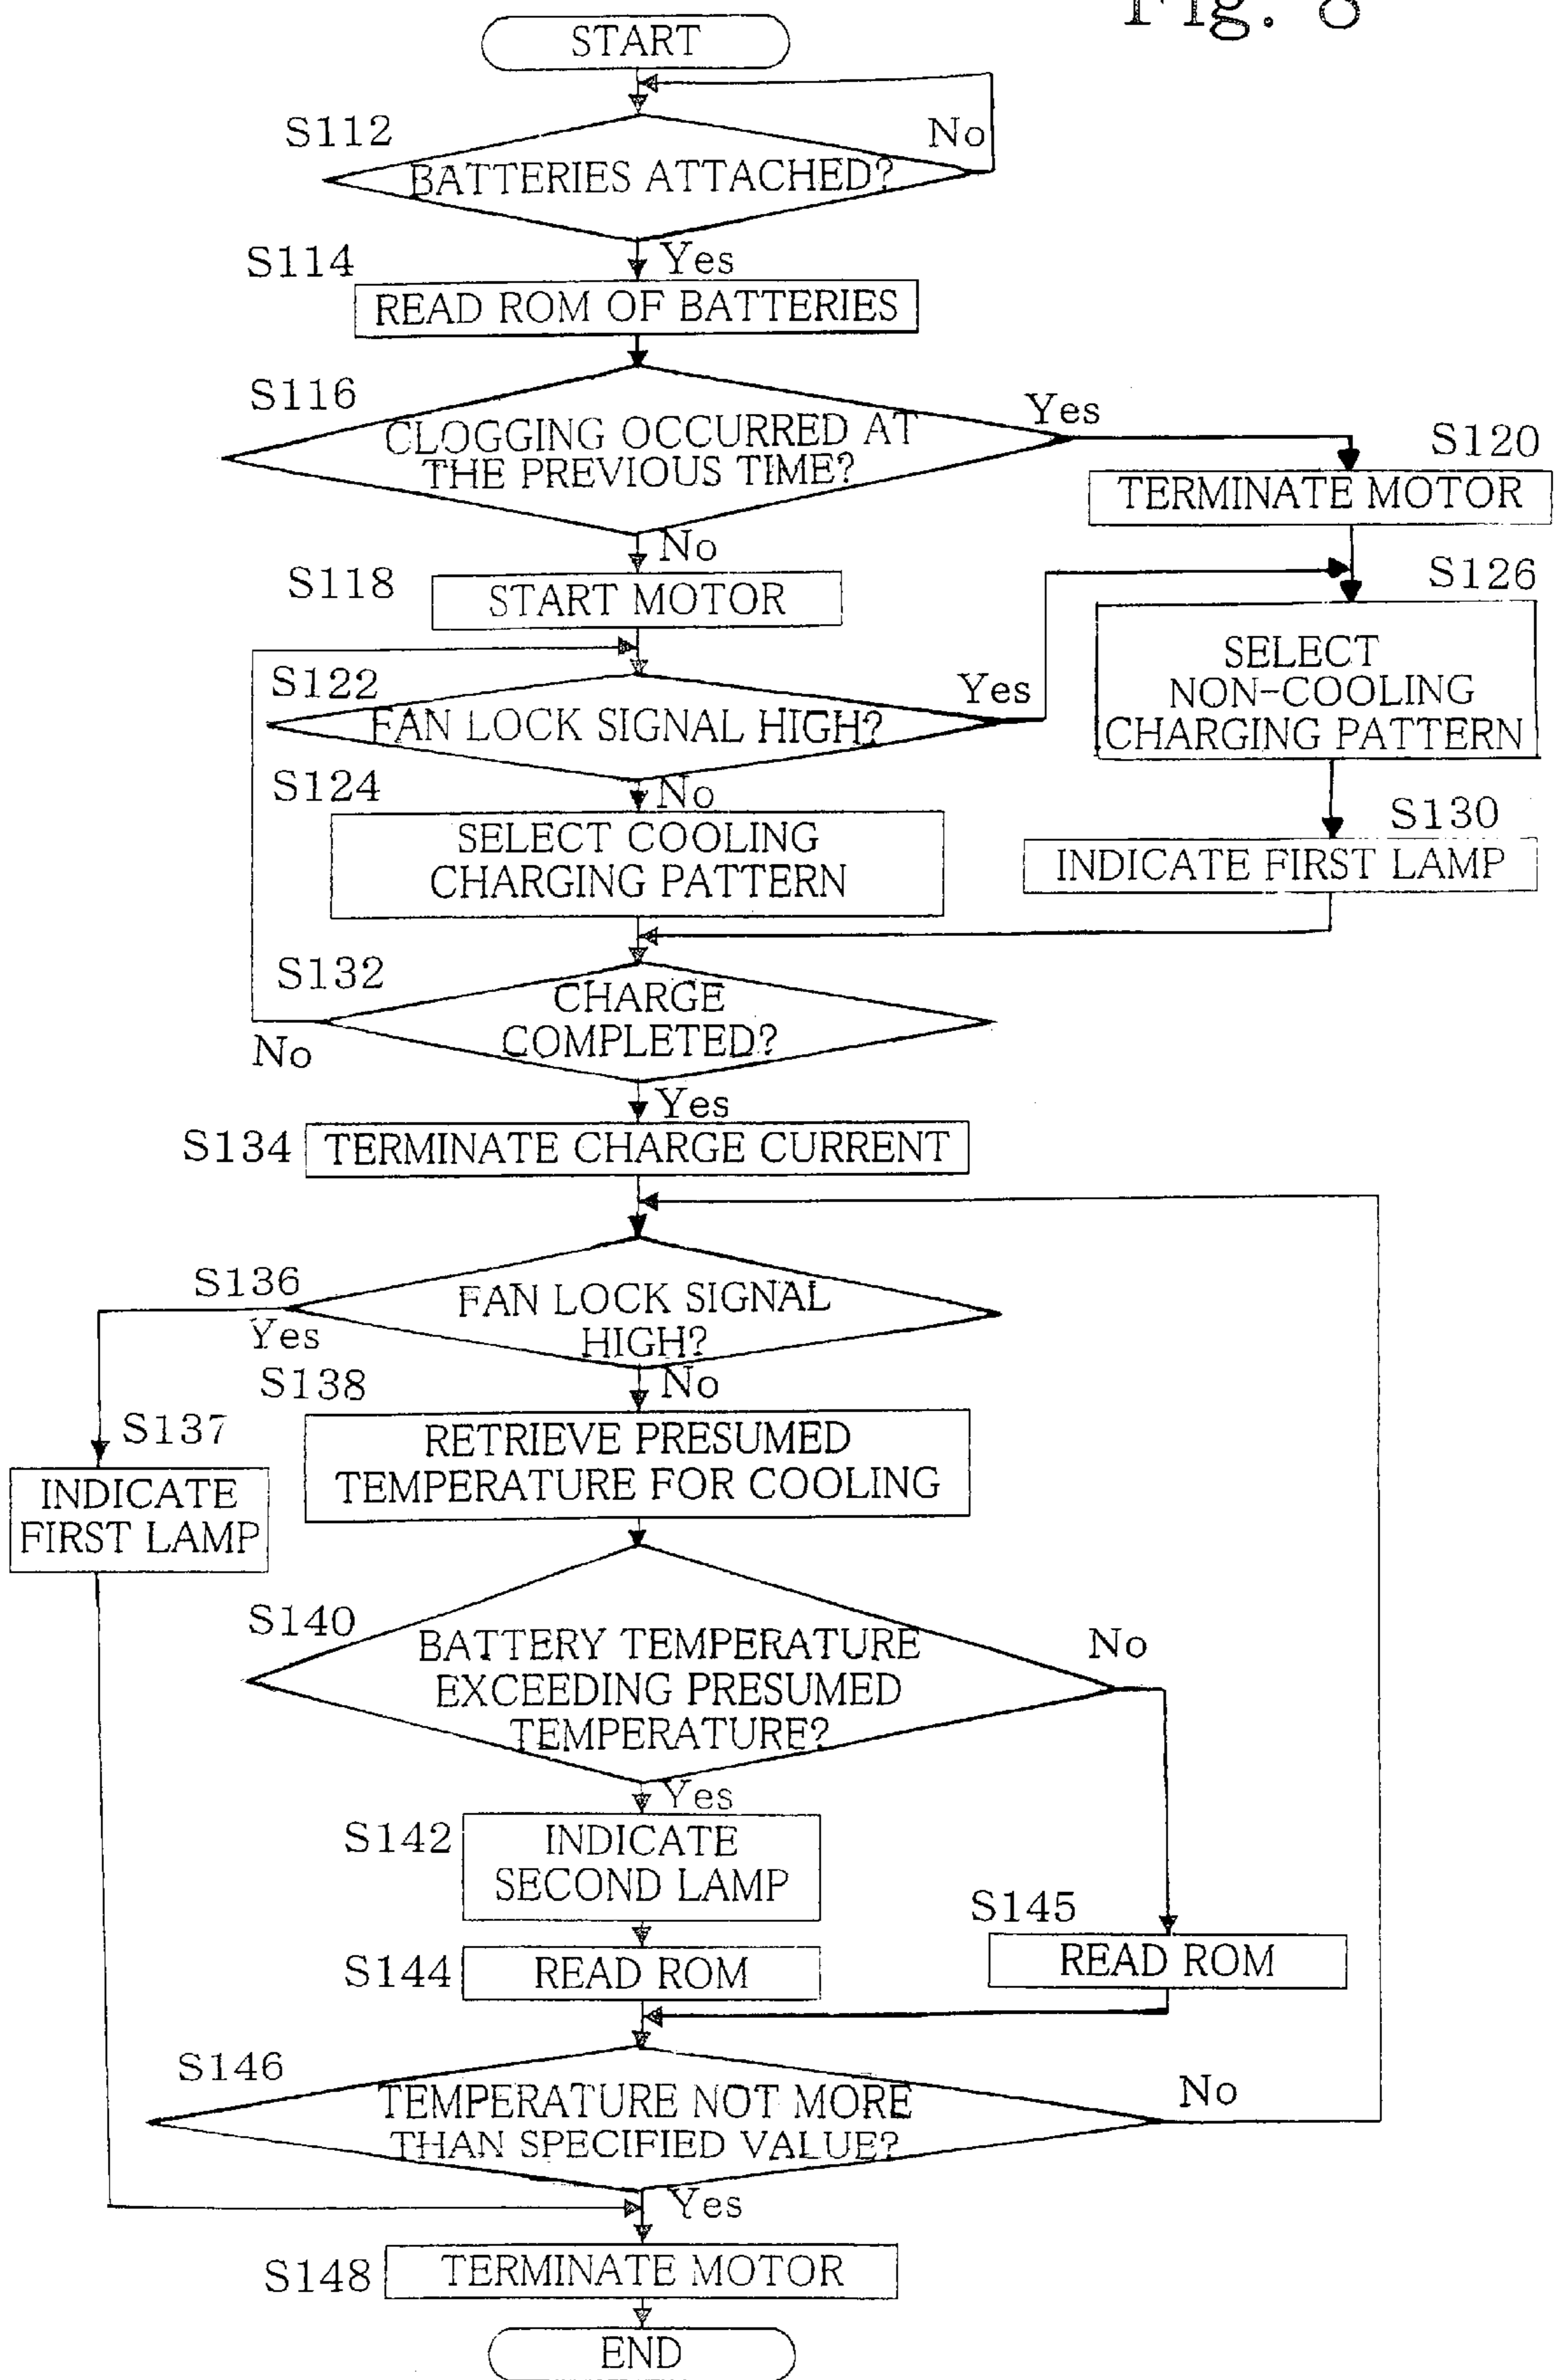 Fig. 8
START
S112
No
BATTERIES ATTACHED?
S114
Yes
READ ROM OF BATTERIES
S116
Yes
CLOGGING OCCURRED AT
THE PREVIOUS TIME?
S120
TERMINATE MOTOR
No
S118
START MOTOR
S126
SELECT
NON-COOLING
CHARGING PATTERN
S122
Yes
FAN LOCK SIGNAL HIGH?
S124
No
SELECT COOLING
CHARGING PATTERN
S130
INDICATE FIRST LAMP
S132
CHARGE
COMPLETED?
No
Yes
S134
TERMINATE CHARGE CURRENT
S136
FAN LOCK SIGNAL
HIGH?
Yes
S138
No
S137
INDICATE
FIRST LAMP
RETRIEVE PRESUMED
TEMPERATURE FOR COOLING
S140
No
BATTERY TEMPERATURE
EXCEEDING PRESUMED
TEMPERATURE?
Yes
S142
INDICATE
SECOND LAMP
S145
READ ROM
S144
READ ROM
S146
No
TEMPERATURE NOT MORE
THAN SPECIFIED VALUE?
Yes
S148
TERMINATE MOTOR
END